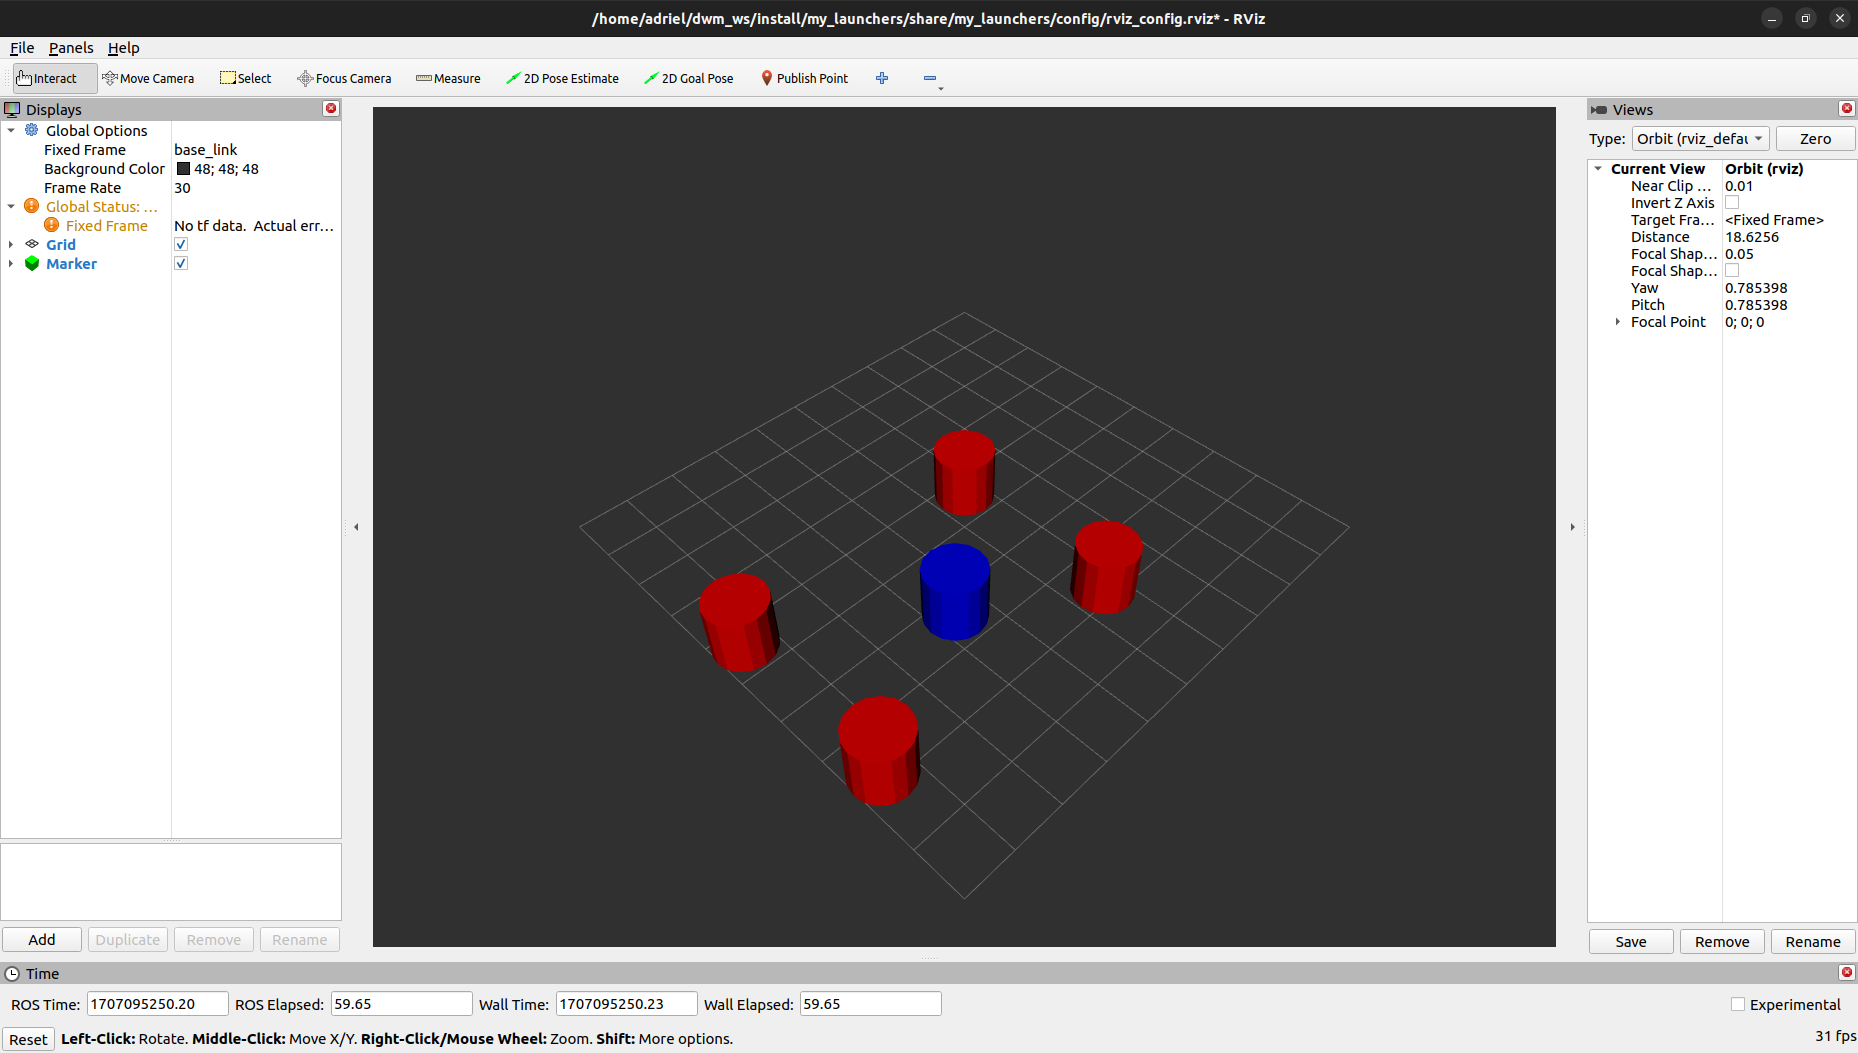 /home/adriel/dwm_ws/install/my_launchers/share/my_launchers/config/rviz_config.rviz* - RViz
File Panels Help
Interact Move Camera Select Focus Camera Measure 2D Pose Estimate 2D Goal Pose Publish Point
Displays
Global Options
Fixed Frame base_link
Background Color 48; 48; 48
Frame Rate 30
Global Status: ...
Fixed Frame No tf data. Actual err...
Grid
Marker
Add Duplicate Remove Rename
Views
Type: Orbit (rviz_defau Zero
Current View Orbit (rviz)
Near Clip ... 0.01
Invert Z Axis
Target Fra... <Fixed Frame>
Distance 18.6256
Focal Shap... 0.05
Focal Shap...
Yaw 0.785398
Pitch 0.785398
Focal Point 0; 0; 0
Save Remove Rename
Time
ROS Time: 1707095250.20 ROS Elapsed: 59.65 Wall Time: 1707095250.23 Wall Elapsed: 59.65 Experimental
Reset Left-Click: Rotate. Middle-Click: Move X/Y. Right-Click/Mouse Wheel: Zoom. Shift: More options. 31 fps